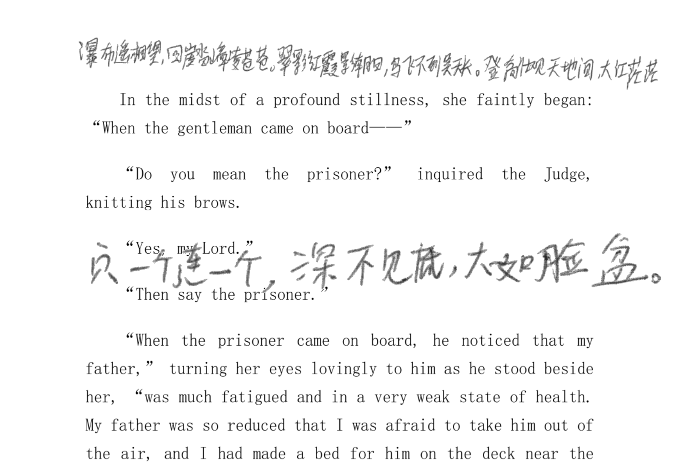 瀑布遥相望,回崖沓嶂凌苍苍。翠影红霞映朝日,鸟飞不到吴天长。登高壮观天地间,大江茫茫
In the midst of a profound stillness, she faintly began:
“When the gentleman came on board——”
“Do you mean the prisoner?” inquired the Judge,
knitting his brows.
“Yes, my Lord.”
一个连一个,深不见底,大如脸盆。
“Then say the prisoner.”
“When the prisoner came on board, he noticed that my
father,” turning her eyes lovingly to him as he stood beside
her, “was much fatigued and in a very weak state of health.
My father was so reduced that I was afraid to take him out of
the air, and I had made a bed for him on the deck near the